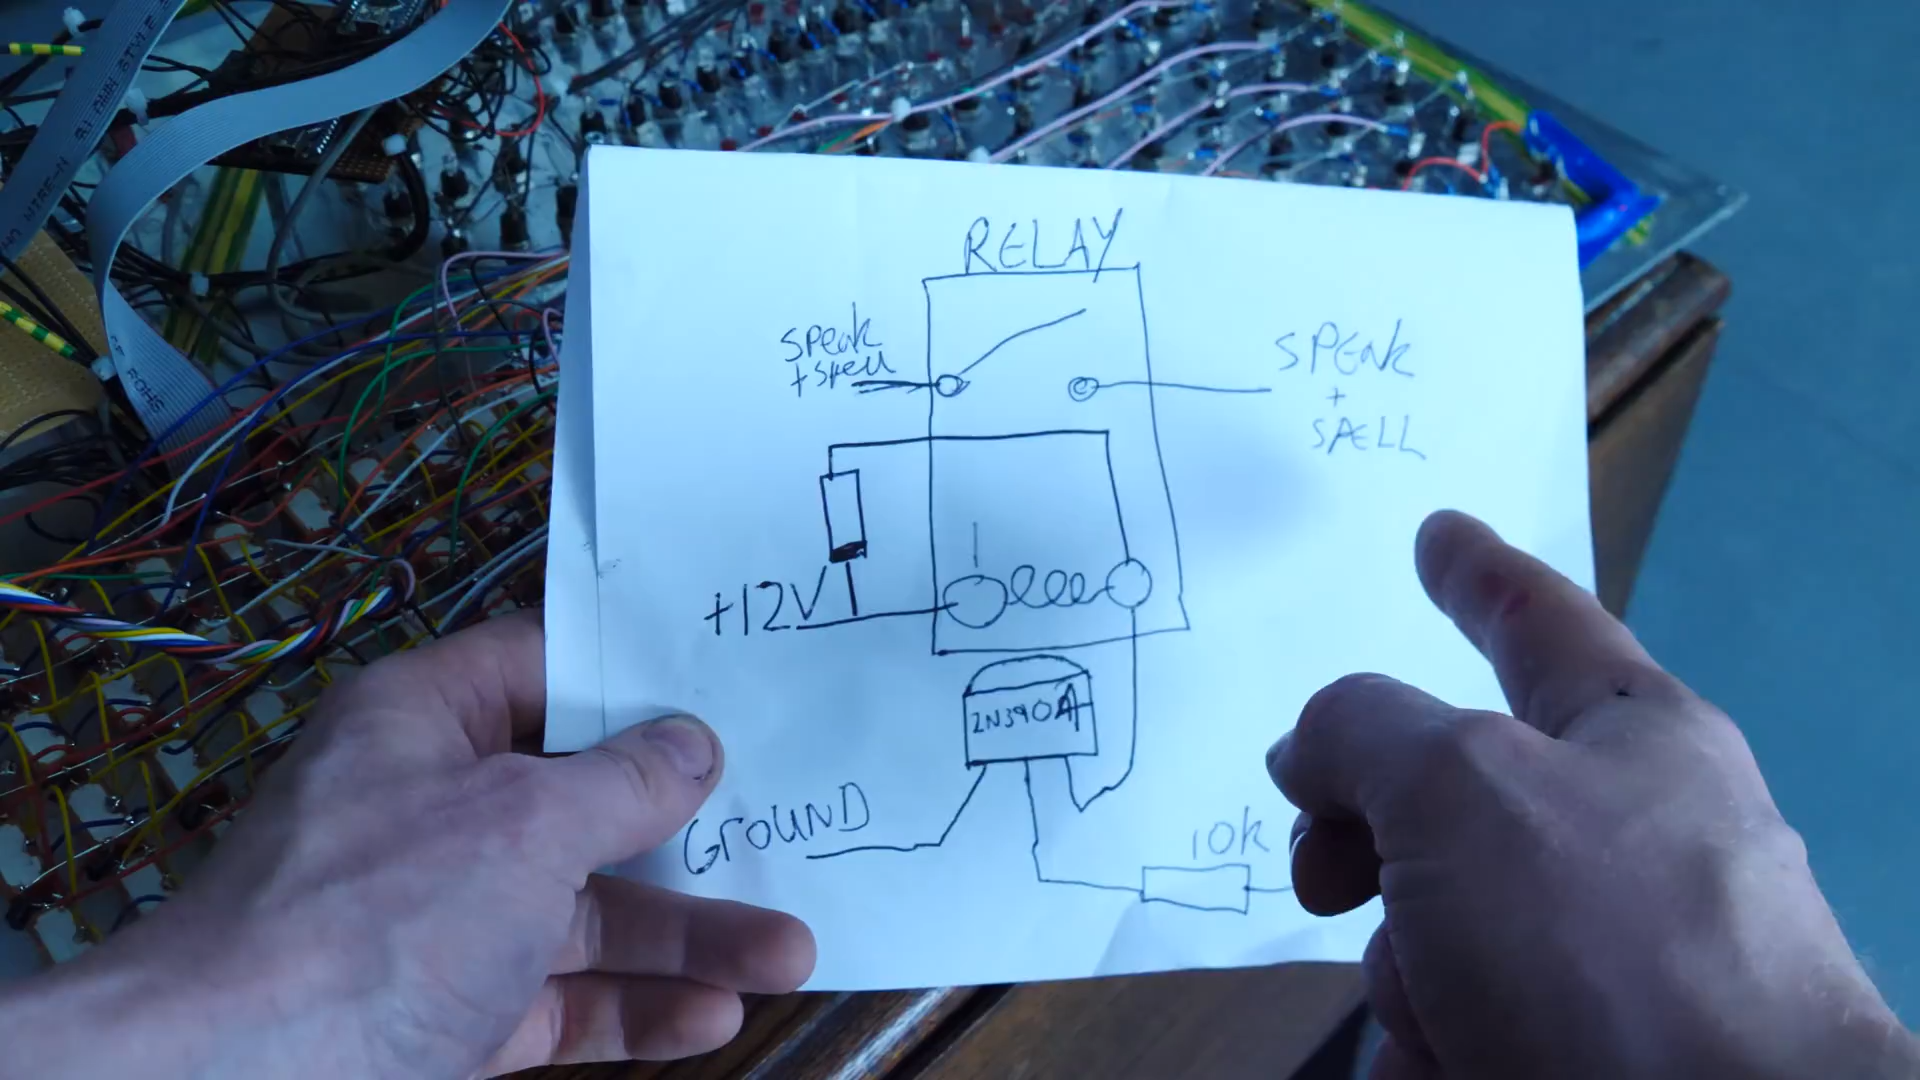 RELAY
SPEAK
+ SPELL
SPEAK
+
SPELL
+12V
2N3904
GROUND
10K